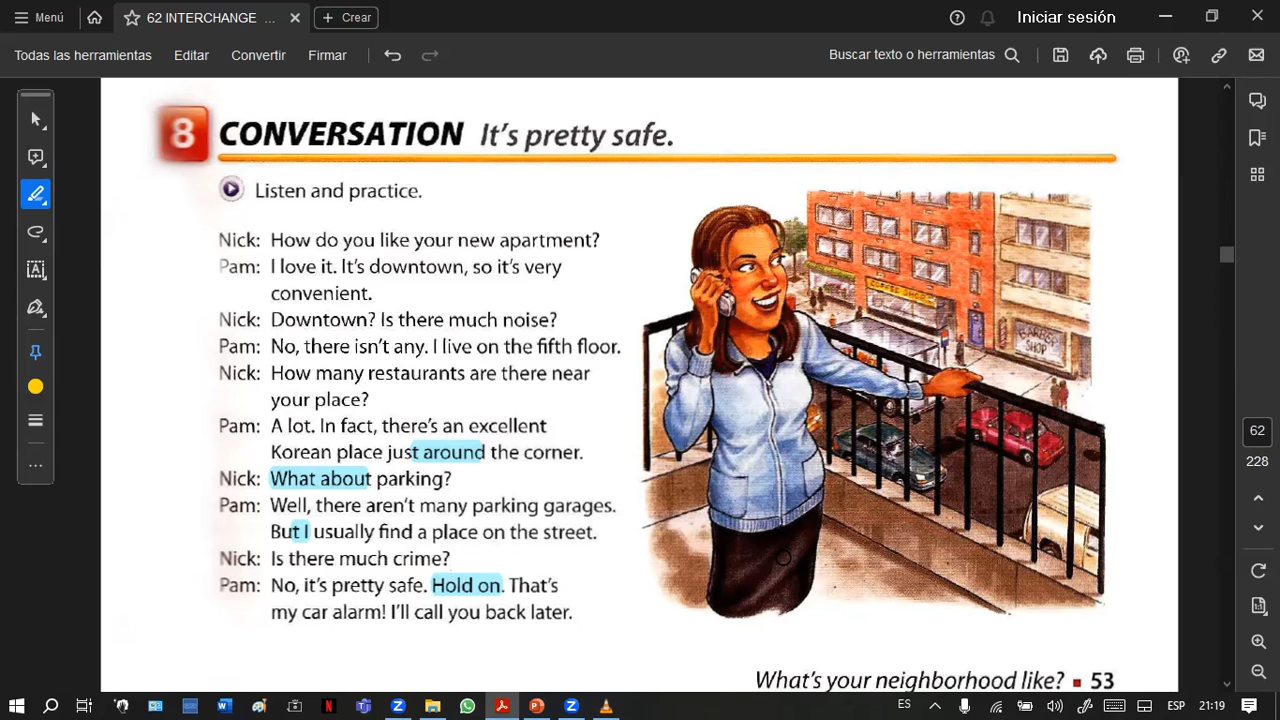 Menú
62 INTERCHANGE ...
Crear
Iniciar sesión
Todas las herramientas
Editar
Convertir
Firmar
Buscar texto o herramientas
8 CONVERSATION It's pretty safe.
Listen and practice.
Nick: How do you like your new apartment?
Pam: I love it. It's downtown, so it's very
convenient.
Nick: Downtown? Is there much noise?
Pam: No, there isn't any. I live on the fifth floor.
Nick: How many restaurants are there near
your place?
Pam: A lot. In fact, there's an excellent
Korean place just around the corner.
Nick: What about parking?
Pam: Well, there aren't many parking garages.
But I usually find a place on the street.
Nick: Is there much crime?
Pam: No, it's pretty safe. Hold on. That's
my car alarm! I'll call you back later.
COFFEE SHOP
BARBER
SHOP
What's your neighborhood like? ■ 53
62
228
ESP
21:19